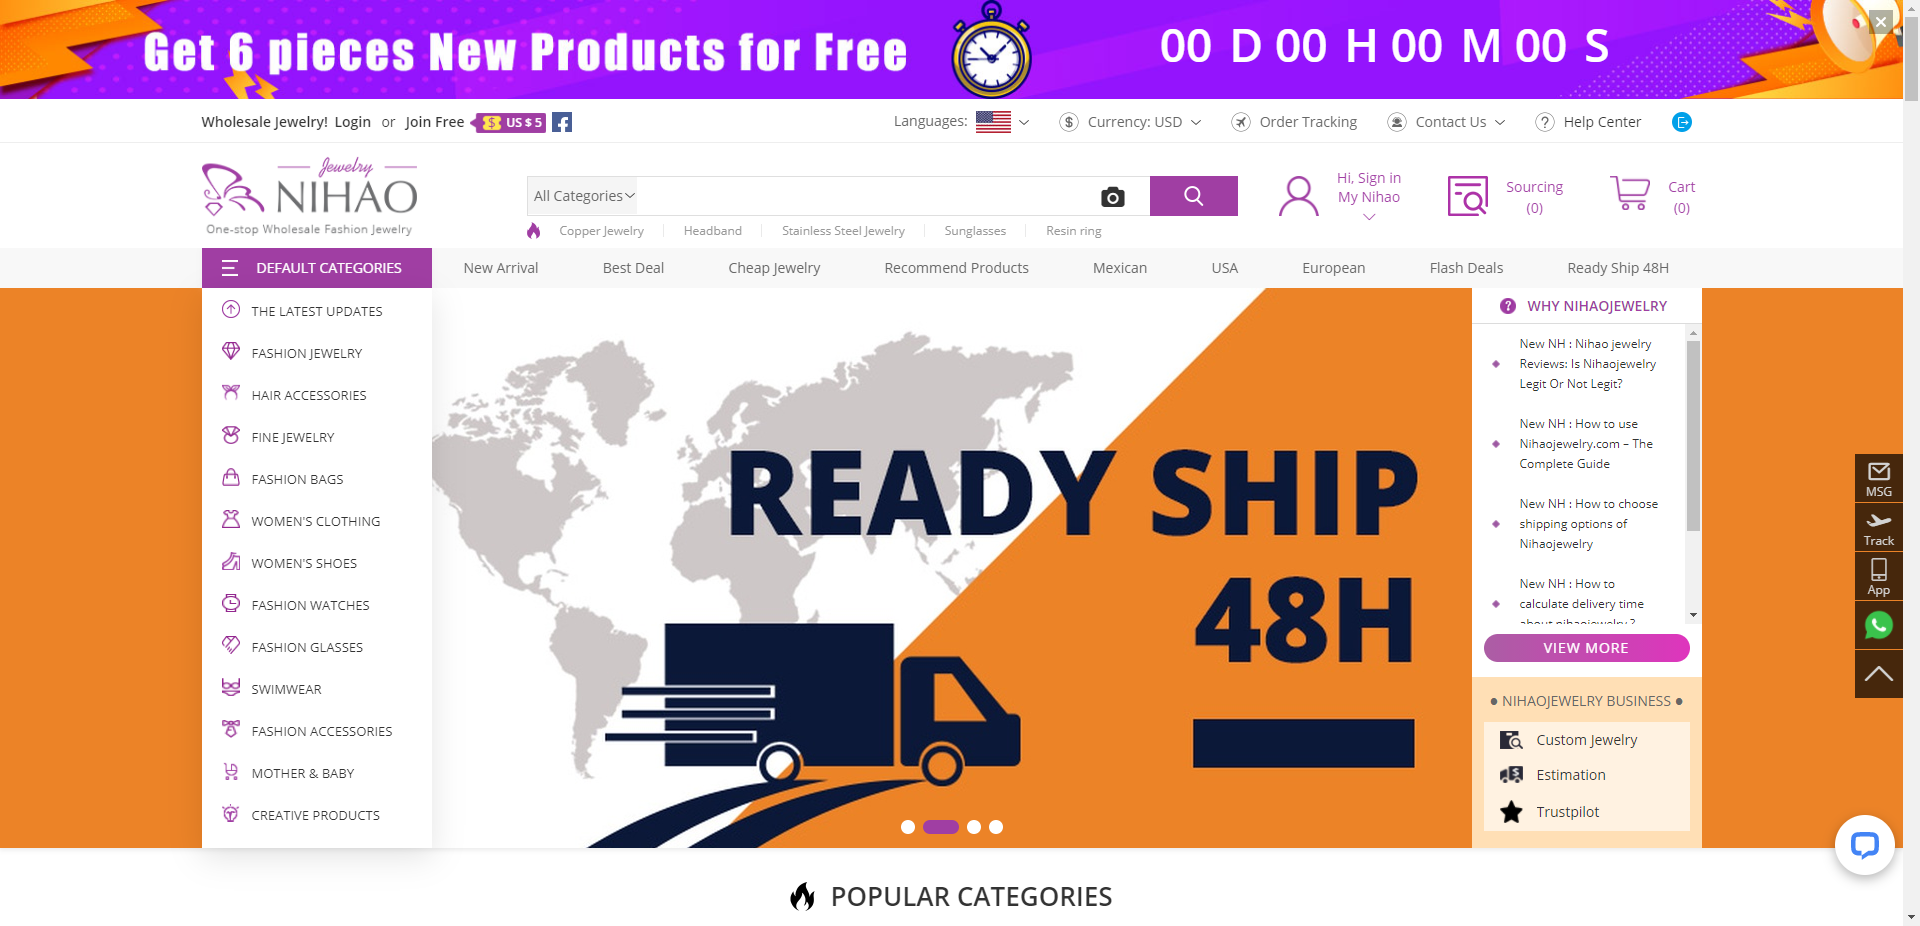 Get 6 pieces New Products for Free
00 D 00 H 00 M 00 S
Wholesale Jewelry! Login or Join Free
$ US $ 5
Languages:
Currency: USD
Order Tracking
Contact Us
Help Center
Jewelry
NIHAO
One-stop Wholesale Fashion Jewelry
All Categories
Hi, Sign in
My Nihao
Sourcing
(0)
Cart
(0)
Copper Jewelry
Headband
Stainless Steel Jewelry
Sunglasses
Resin ring
DEFAULT CATEGORIES
New Arrival
Best Deal
Cheap Jewelry
Recommend Products
Mexican
USA
European
Flash Deals
Ready Ship 48H
THE LATEST UPDATES
FASHION JEWELRY
HAIR ACCESSORIES
FINE JEWELRY
FASHION BAGS
WOMEN'S CLOTHING
WOMEN'S SHOES
FASHION WATCHES
FASHION GLASSES
SWIMWEAR
FASHION ACCESSORIES
MOTHER & BABY
CREATIVE PRODUCTS
READY SHIP
48H
WHY NIHAOJEWELRY
New NH : Nihao jewelry
Reviews: Is Nihaojewelry
Legit Or Not Legit?
New NH : How to use
Nihaojewelry.com – The
Complete Guide
New NH : How to choose
shipping options of
Nihaojewelry
New NH : How to
calculate delivery time
about nihaojewelry ?
VIEW MORE
● NIHAOJEWELRY BUSINESS ●
Custom Jewelry
Estimation
Trustpilot
MSG
Track
App
POPULAR CATEGORIES